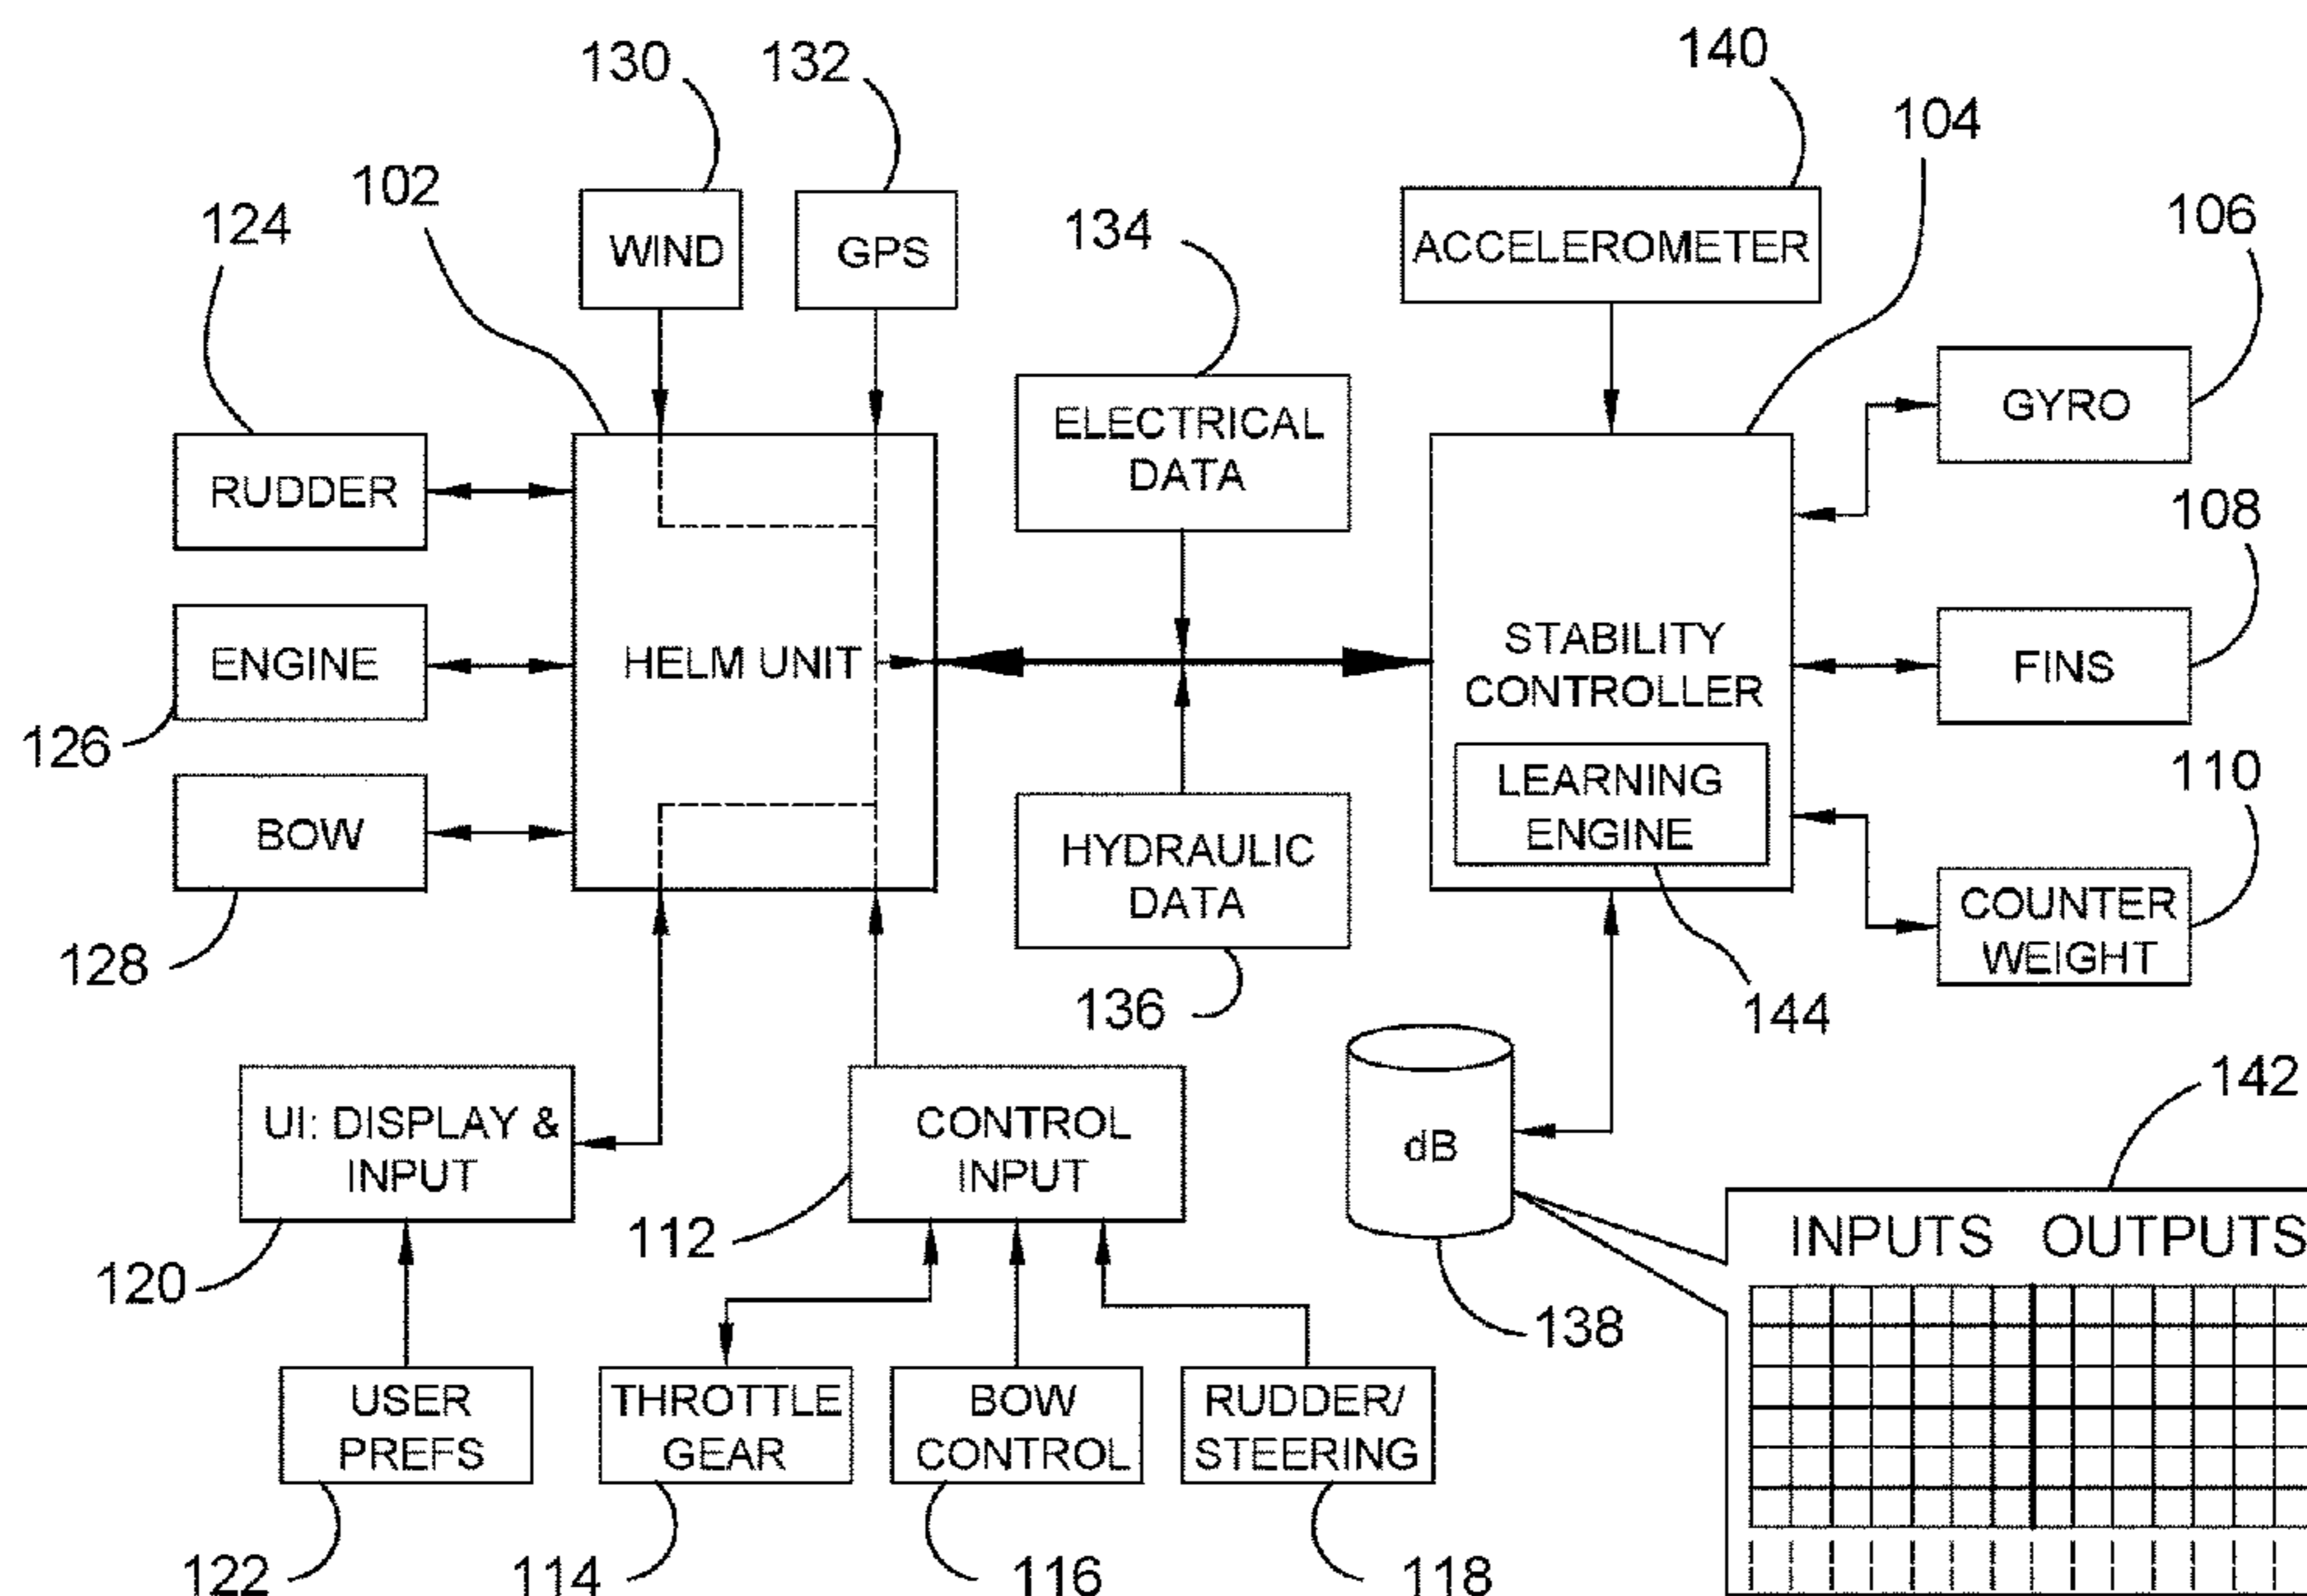 130
132
140
104
102
124
WIND
GPS
134
ACCELEROMETER
106
ELECTRICAL
DATA
GYRO
RUDDER
108
ENGINE
HELM UNIT
STABILITY
CONTROLLER
FINS
126
LEARNING
ENGINE
110
BOW
HYDRAULIC
DATA
COUNTER
WEIGHT
128
136
144
142
UI: DISPLAY &
INPUT
CONTROL
INPUT
dB
112
INPUTS OUTPUTS
120
138
USER
PREFS
THROTTLE
GEAR
BOW
CONTROL
RUDDER/
STEERING
122
114
116
118